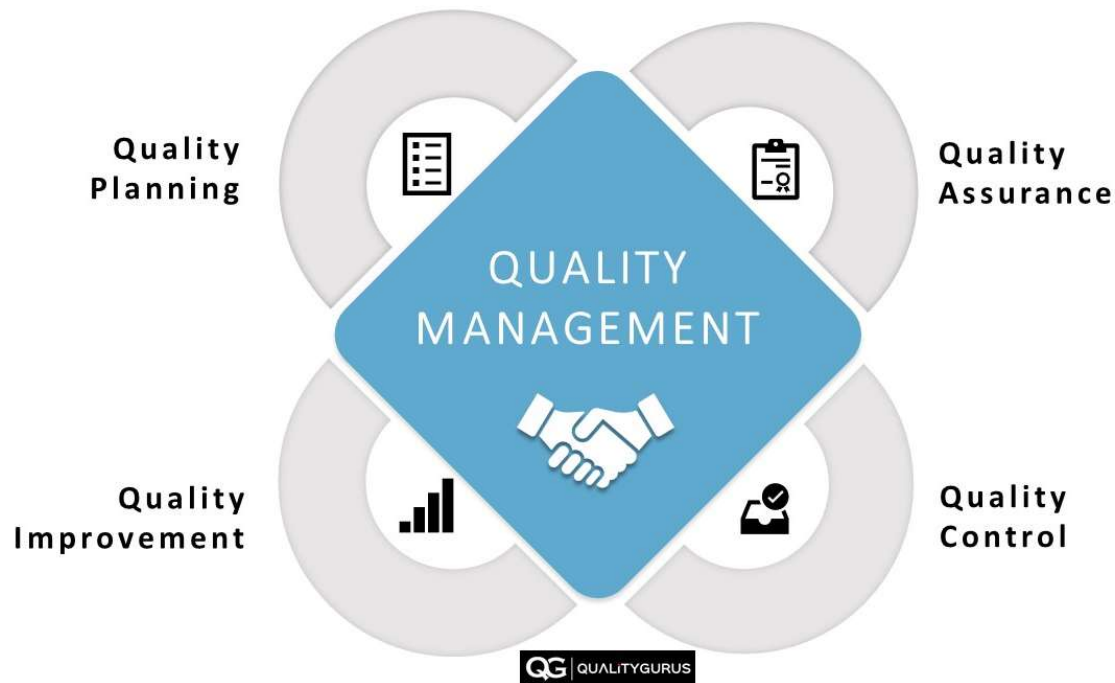 Quality
Planning
Quality
Assurance
QUALITY
MANAGEMENT
Quality
Improvement
Quality
Control
QG QUALITYGURUS